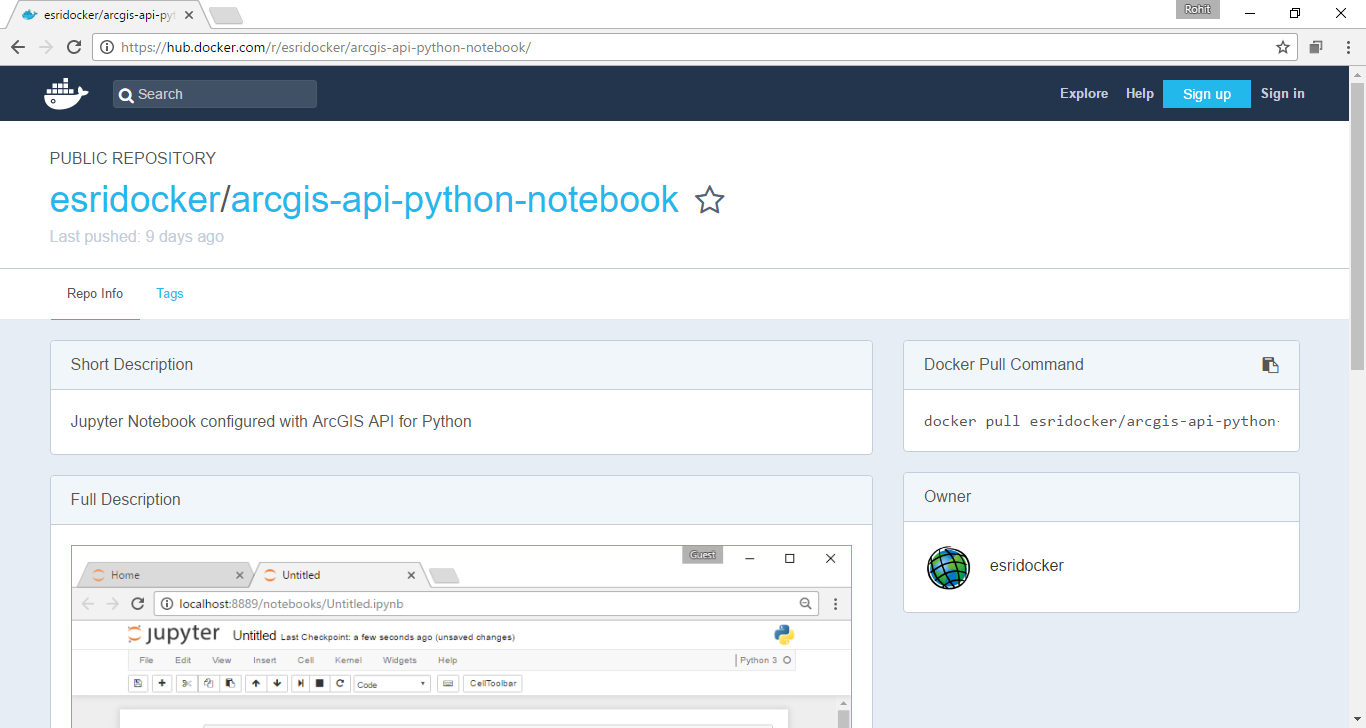 esridocker/arcgis-api-pyt
Rohit
https://hub.docker.com/r/esridocker/arcgis-api-python-notebook/
Search
Explore Help Sign up Sign in
PUBLIC REPOSITORY
esridocker/arcgis-api-python-notebook
Last pushed: 9 days ago
Repo Info Tags
Short Description
Jupyter Notebook configured with ArcGIS API for Python
Docker Pull Command
docker pull esridocker/arcgis-api-python-
Full Description
Guest
Home Untitled
localhost:8889/notebooks/Untitled.ipynb
jupyter Untitled Last Checkpoint: a few seconds ago (unsaved changes)
File Edit View Insert Cell Kernel Widgets Help Python 3
Code CellToolbar
Owner
esridocker